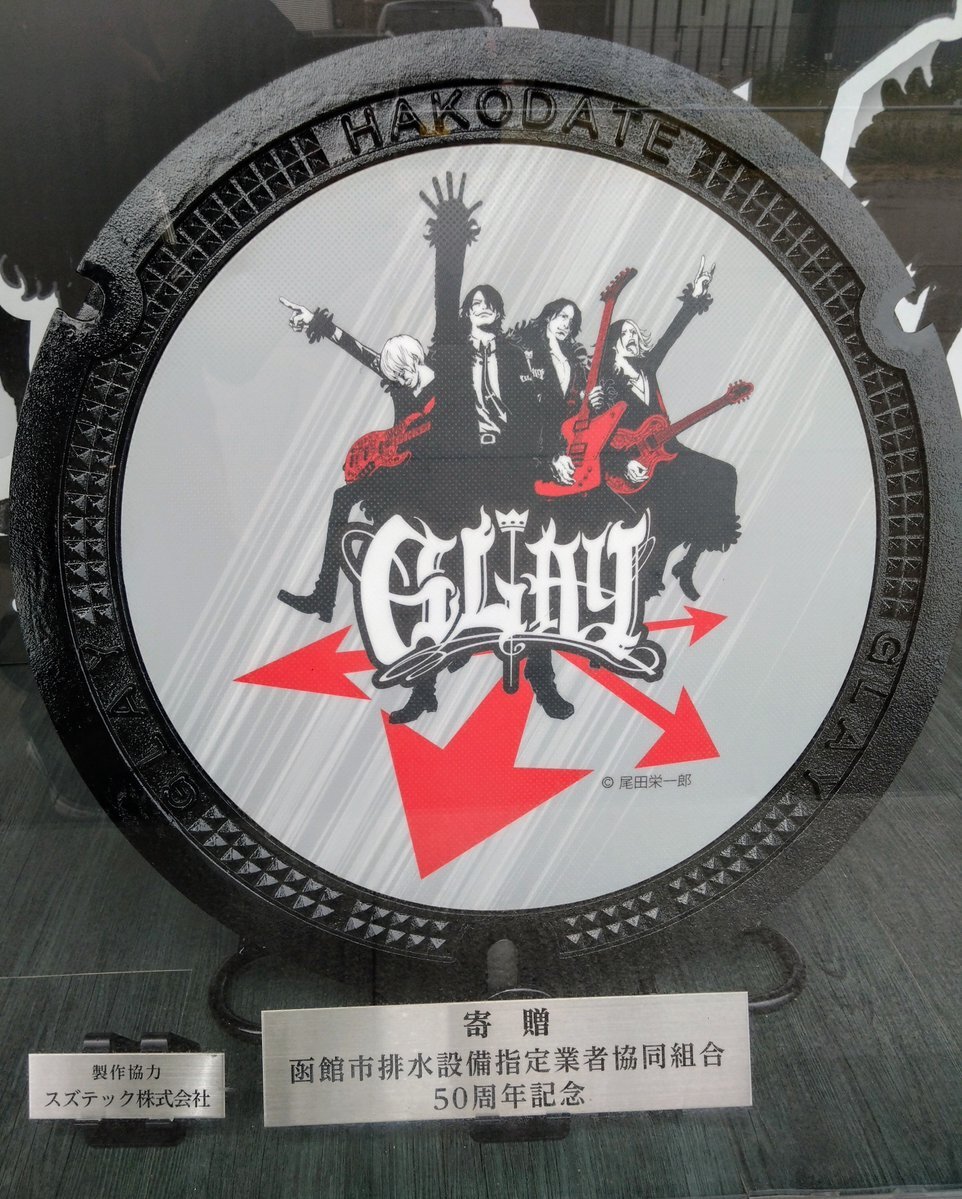 HAKODATE
GLAY
GLAY
GLAY
© 尾田栄一郎
寄贈
函館市排水設備指定業者協同組合
50周年記念
製作協力
スズテック株式会社